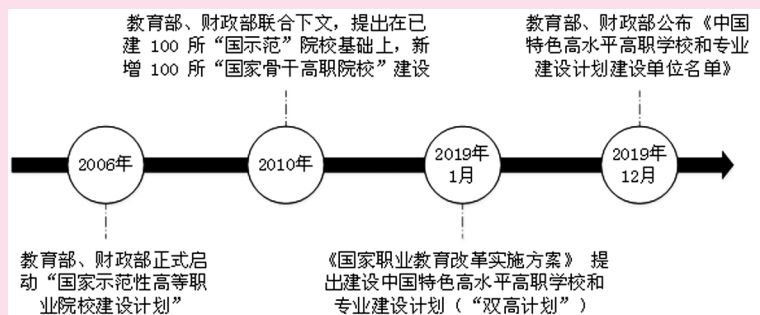 教育部、财政部联合下文，提出在已
建 100 所“国示范”院校基础上，新
增 100 所“国家骨干高职院校”建设
教育部、财政部公布《中国
特色高水平高职学校和专业
建设计划建设单位名单》
2006年
2010年
2019年
1月
2019年
12月
教育部、财政部正式启
动“国家示范性高等职
业院校建设计划”
《国家职业教育改革实施方案》 提
出建设中国特色高水平高职学校和
专业建设计划（“双高计划”）